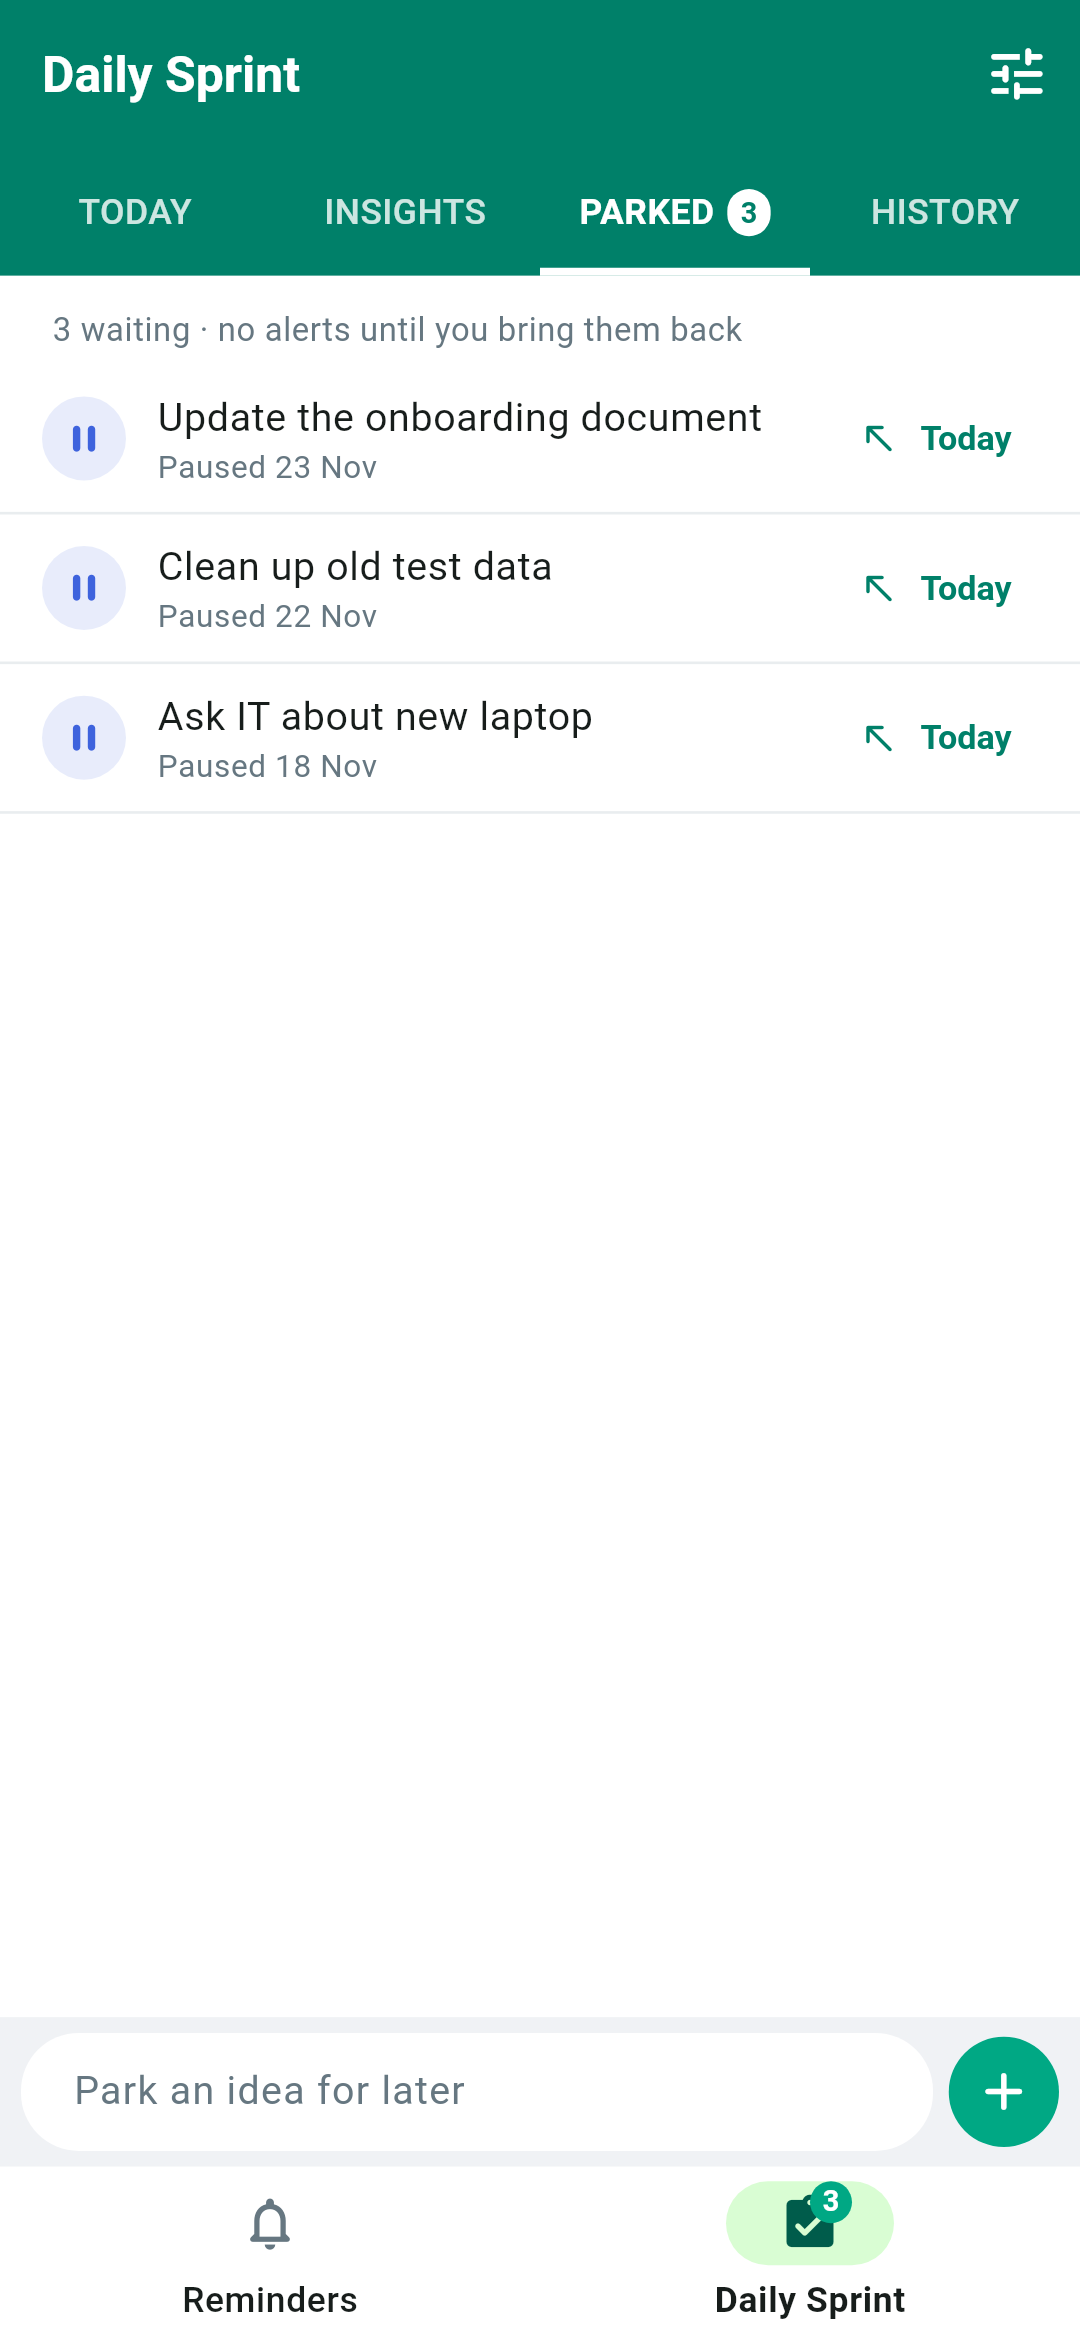 Daily Sprint
TODAY INSIGHTS PARKED 3 HISTORY
3 waiting · no alerts until you bring them back
Update the onboarding document
Paused 23 Nov
Today
Clean up old test data
Paused 22 Nov
Today
Ask IT about new laptop
Paused 18 Nov
Today
Park an idea for later
3
Reminders Daily Sprint